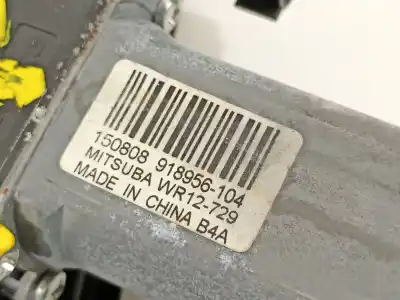 150808 918956-104
MITSUBA WR12-729
MADE IN CHINA B4A